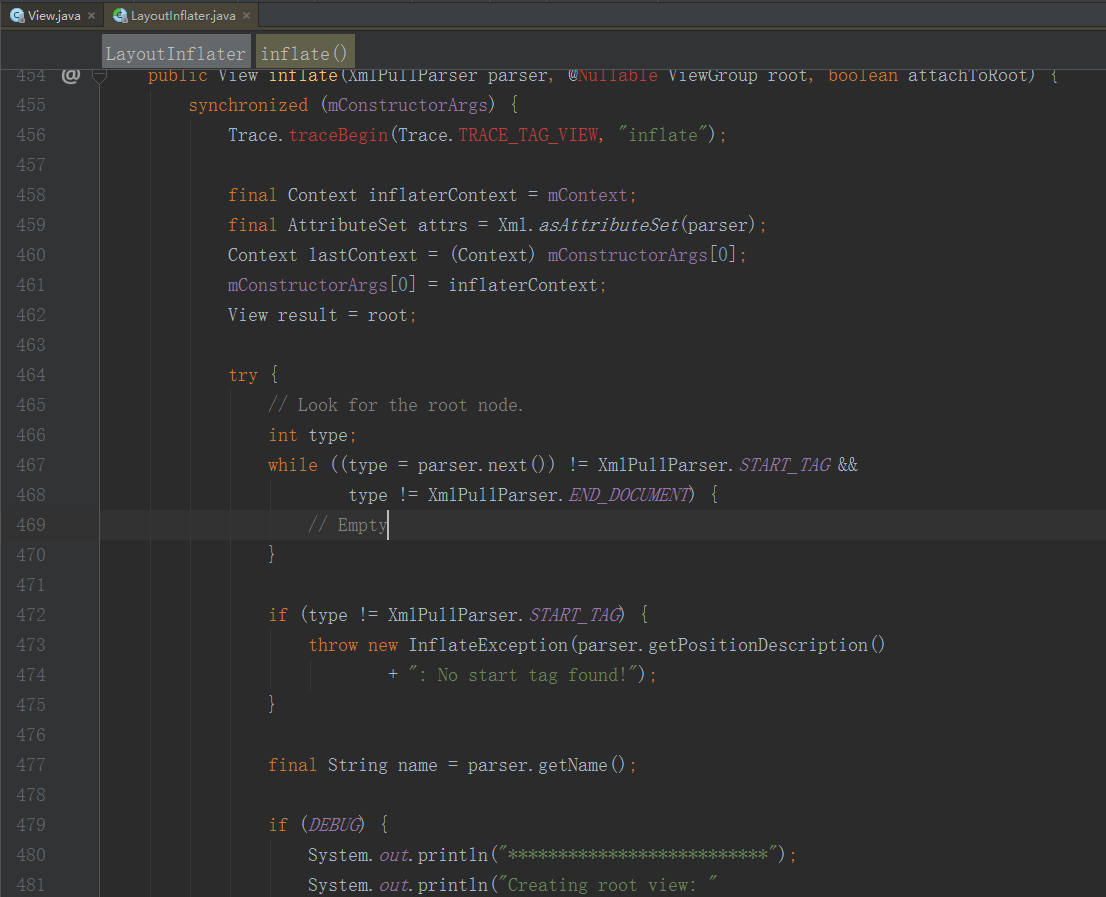 View.java × LayoutInflater.java ×
LayoutInflater inflate()
454 @ public View inflate(XmlPullParser parser, @Nullable ViewGroup root, boolean attachToRoot) {
455 synchronized (mConstructorArgs) {
456 Trace.traceBegin(Trace.TRACE_TAG_VIEW, "inflate");
457
458 final Context inflaterContext = mContext;
459 final AttributeSet attrs = Xml.asAttributeSet(parser);
460 Context lastContext = (Context) mConstructorArgs[0];
461 mConstructorArgs[0] = inflaterContext;
462 View result = root;
463
464 try {
465 // Look for the root node.
466 int type;
467 while ((type = parser.next()) != XmlPullParser.START_TAG &&
468 type != XmlPullParser.END_DOCUMENT) {
469 // Empty
470 }
471
472 if (type != XmlPullParser.START_TAG) {
473 throw new InflateException(parser.getPositionDescription()
474 + ": No start tag found!");
475 }
476
477 final String name = parser.getName();
478
479 if (DEBUG) {
480 System.out.println("**************************");
481 System.out.println("Creating root view: "